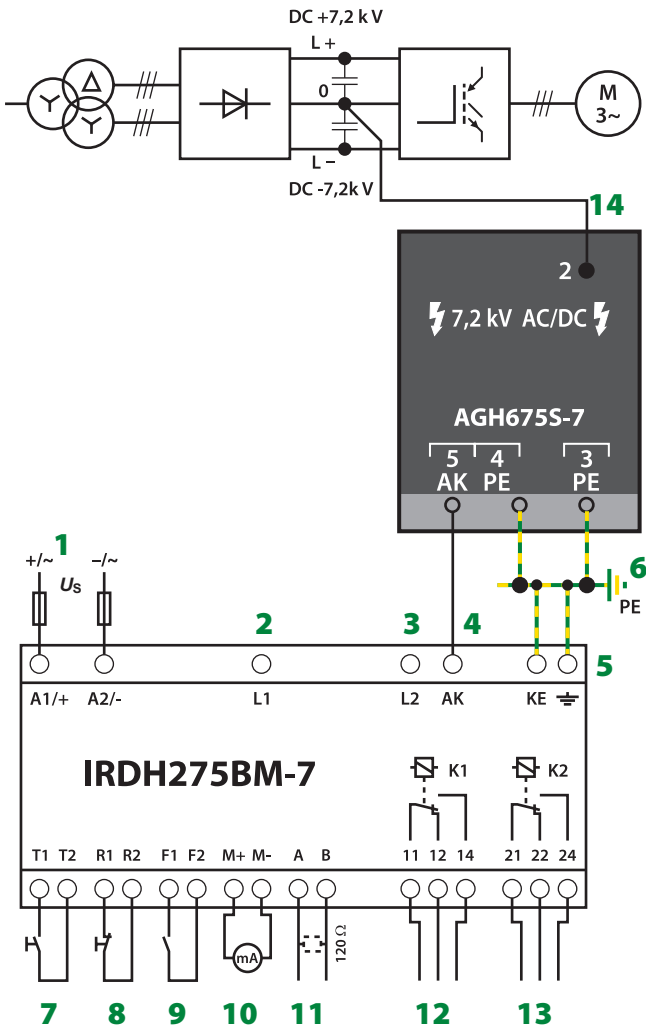 DC +7,2 k V
L +
0
L –
DC -7,2k V
M
3~
14
2
7,2 kV AC/DC
AGH675S-7
5 4 3
AK PE PE
1
+/~ –/~
Us
6
PE
2 3 4
5
A1/+ A2/- L1 L2 AK KE
IRDH275BM-7
K1 K2
T1 T2 R1 R2 F1 F2 M+ M- A B 11 12 14 21 22 24
mA
120 Ω
7 8 9 10 11 12 13